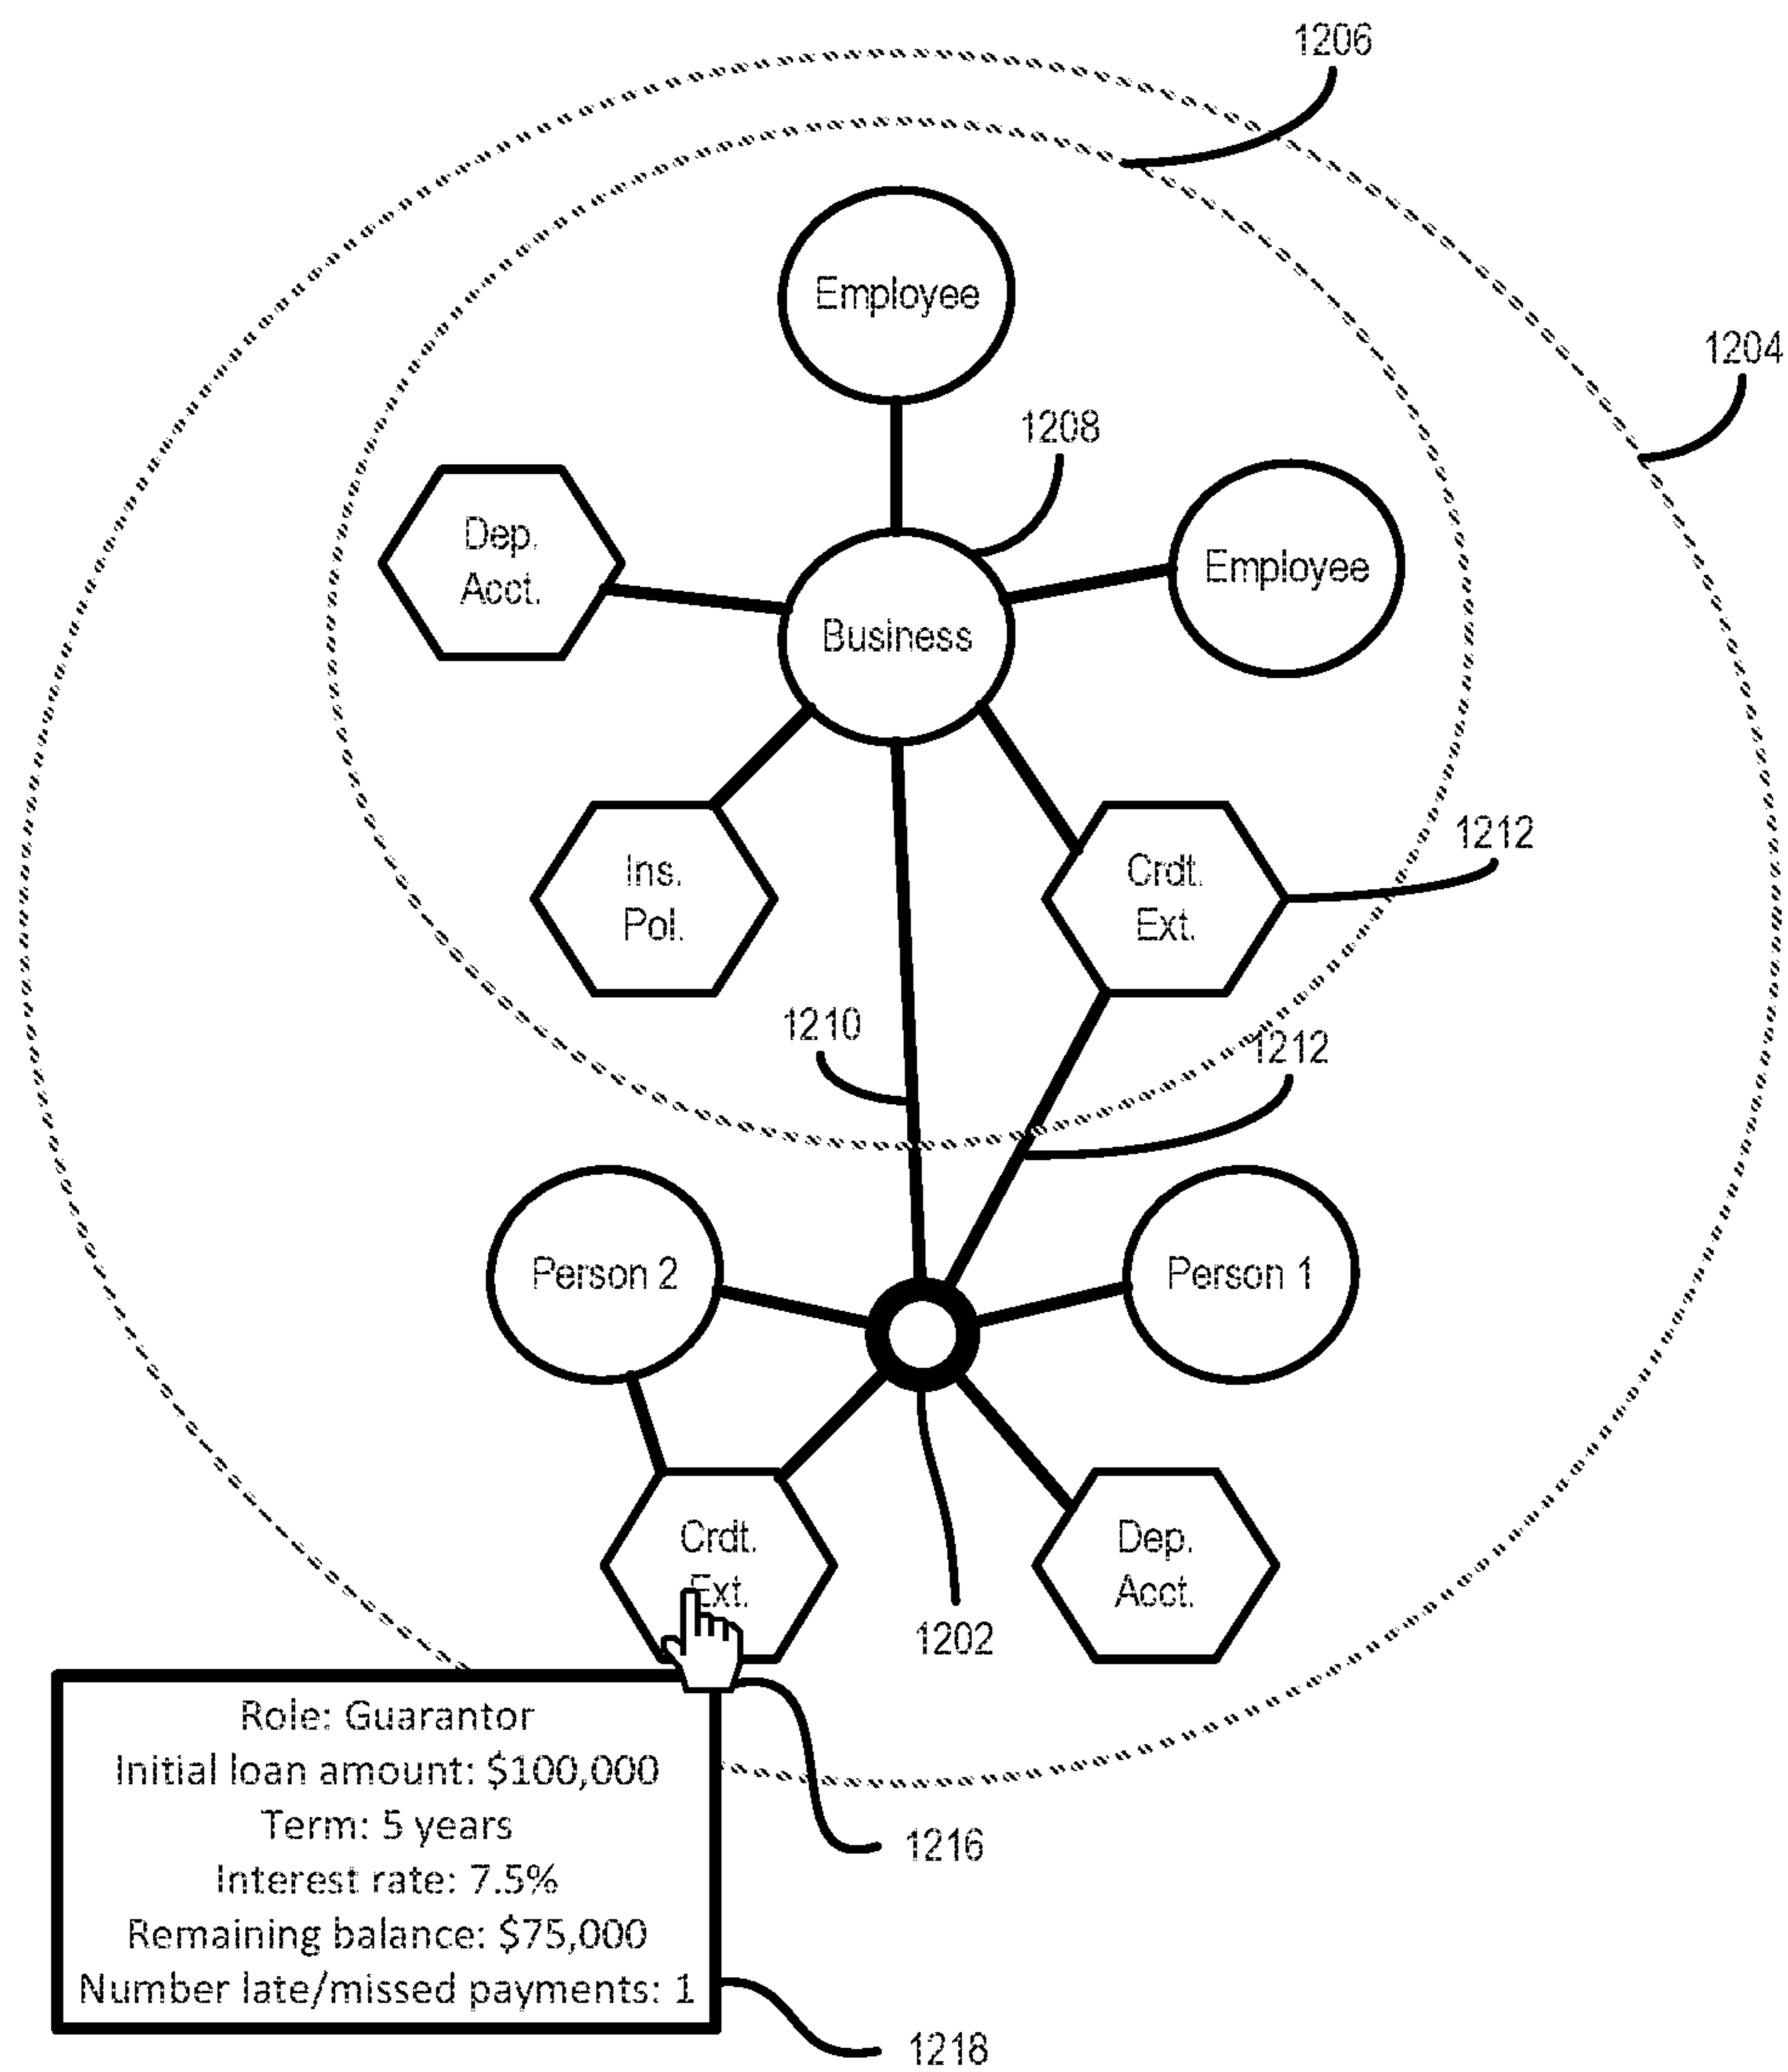 1206
Employee
1204
1208
Dep.
Acct.
Employee
Business
1212
Ins.
Pol.
Crdt.
Ext.
1210
1212
Person 2
Person 1
Crdt.
Ext.
Dep.
Acct.
1202
Role: Guarantor
Initial loan amount: $100,000
Term: 5 years
Interest rate: 7.5%
Remaining balance: $75,000
Number late/missed payments: 1
1216
1218